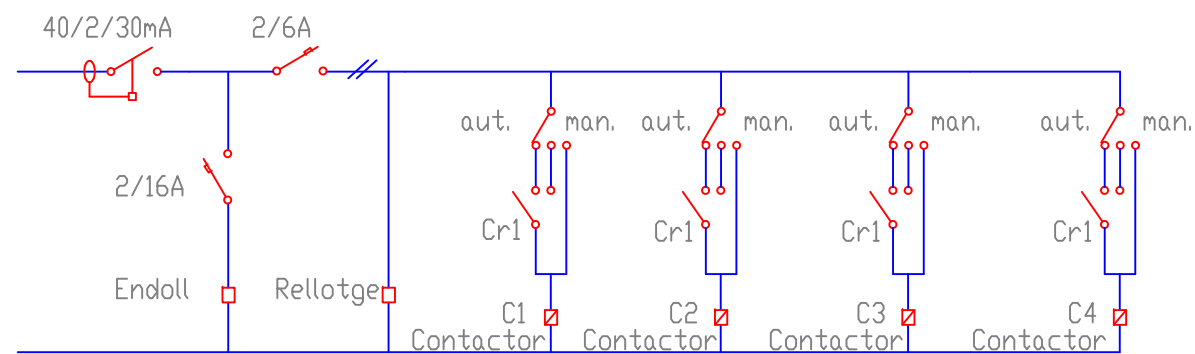 40/2/30mA
2/6A
aut.
man.
aut.
man.
aut.
man.
aut.
man.
2/16A
Cr1
Cr1
Cr1
Cr1
Endoll
Rellotge
C1
Contactor
C2
Contactor
C3
Contactor
C4
Contactor